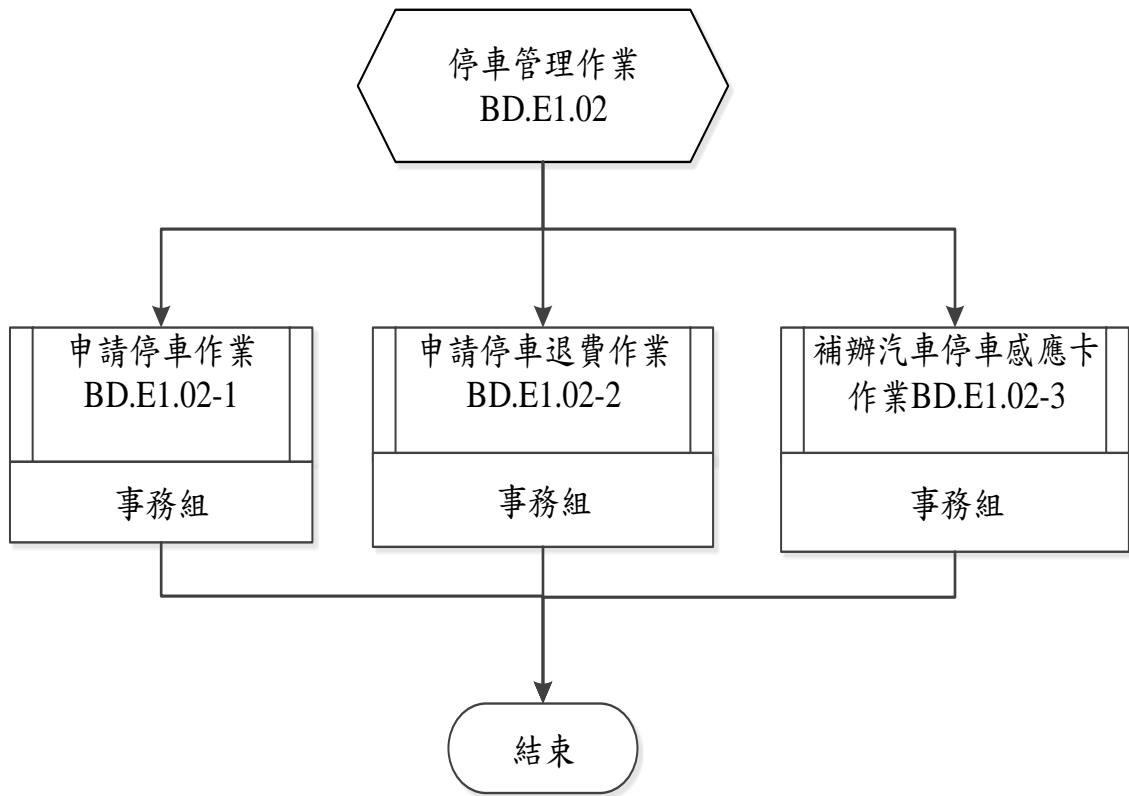 停車管理作業
BD.E1.02
申請停車作業
BD.E1.02-1
事務組
申請停車退費作業
BD.E1.02-2
事務組
補辦汽車停車感應卡
作業BD.E1.02-3
事務組
結束